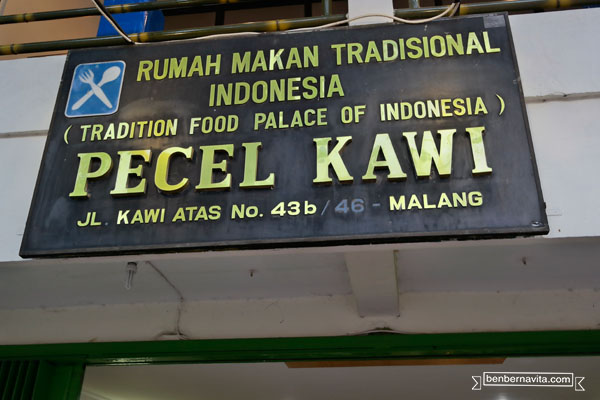 RUMAH MAKAN TRADISIONAL
INDONESIA
( TRADITION FOOD PALACE OF INDONESIA )
PECEL KAWI
JL. KAWI ATAS No. 43b / 46 - MALANG
benbernavita.com